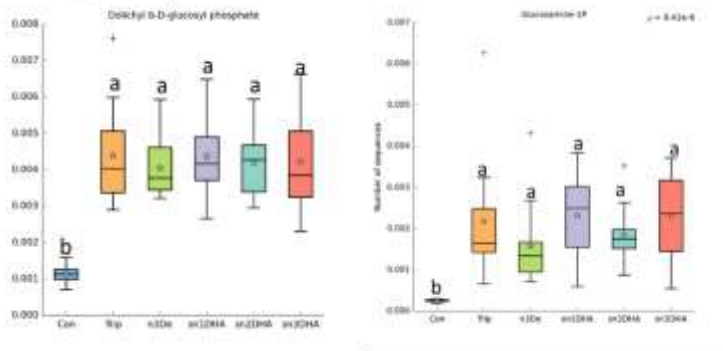 Dolichyl β-D-glucosyl phosphate
0.008
0.007
0.006
0.005
0.004
0.003
0.002
0.001
0.000
b
a
a
a
a
a
Con
Trip
n3De
sn1DHA
sn2DHA
sn3DHA
Glucosamine-1P
0.007
0.006
0.005
0.004
0.003
0.002
0.001
0.000
Number of sequences
b
a
a
a
a
a
Con
Trip
n3De
sn1DHA
sn2DHA
sn3DHA